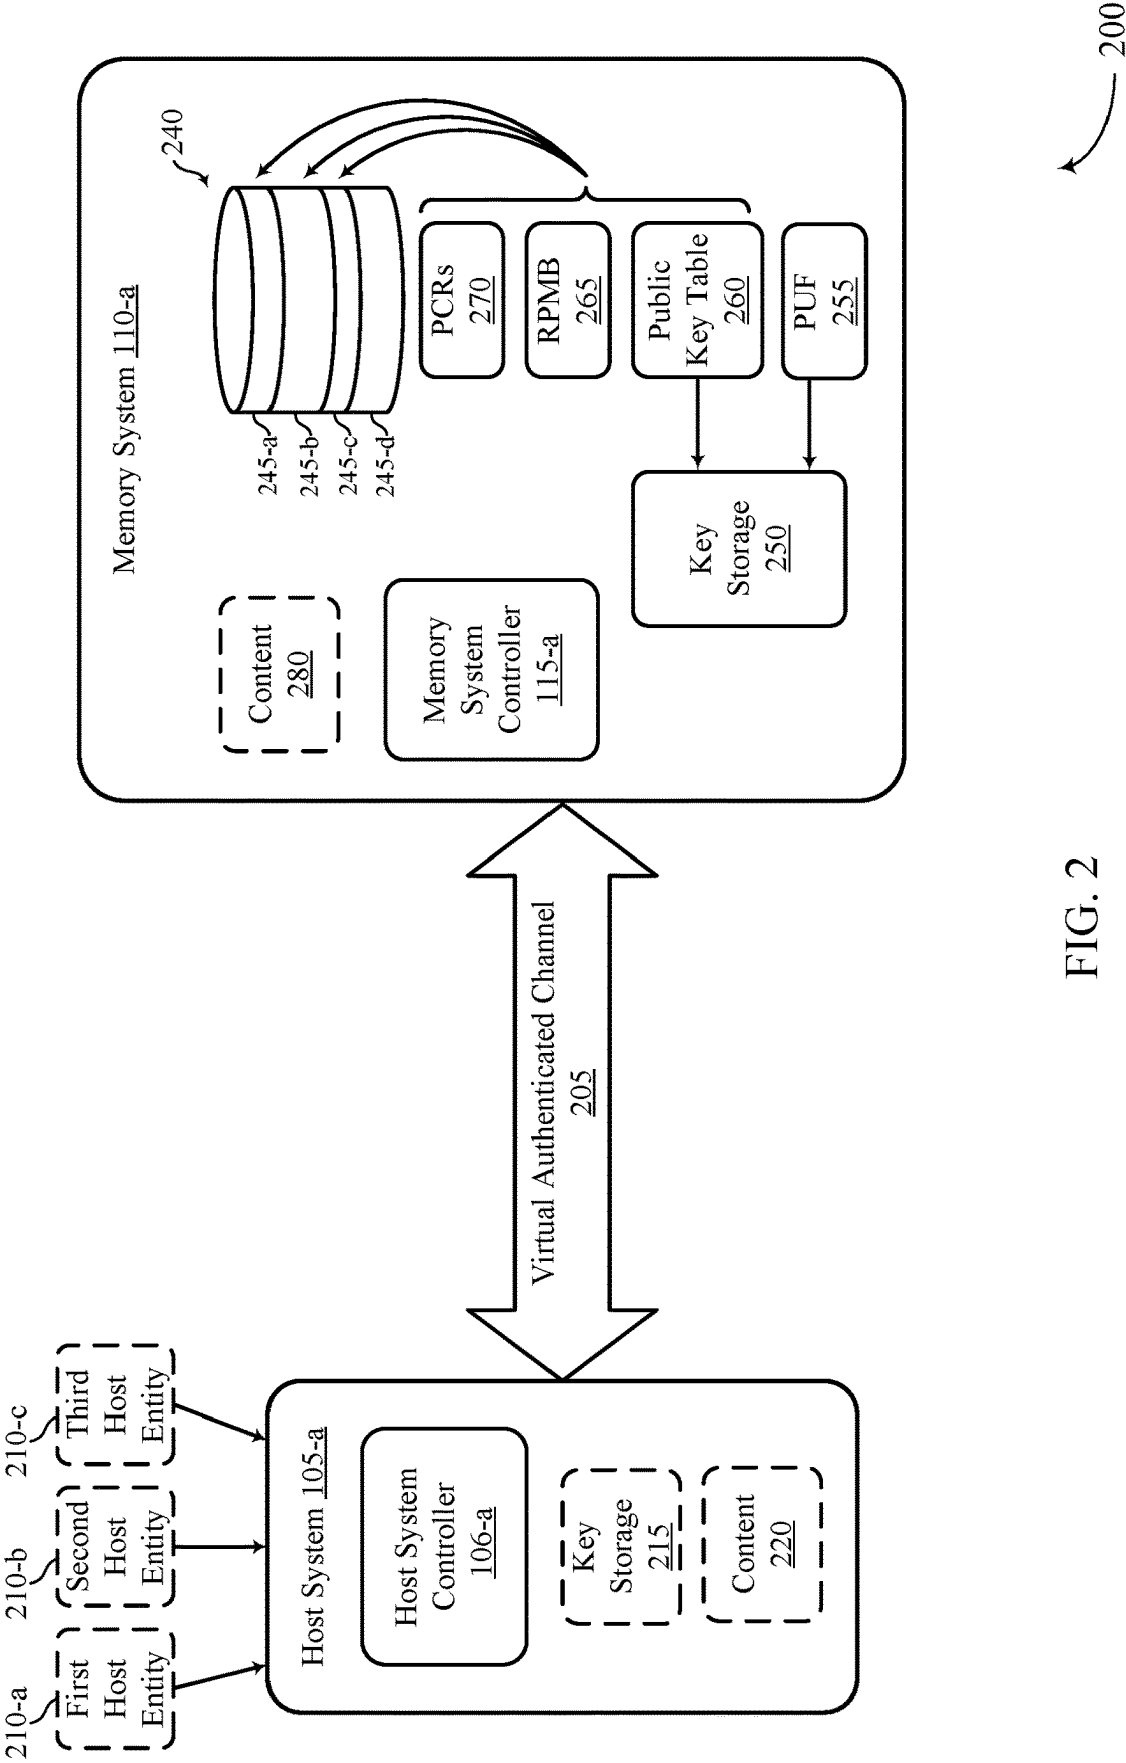 200
210-a
210-b
210-c
First
Host
Entity
Second
Host
Entity
Third
Host
Entity
Host System 105-a
Host System
Controller
106-a
Key
Storage
215
Content
220
Virtual Authenticated Channel
205
Memory System 110-a
Content
280
Memory
System
Controller
115-a
240
245-a
245-b
245-c
245-d
PCRs
270
RPMB
265
Public
Key Table
260
PUF
255
Key
Storage
250
FIG. 2